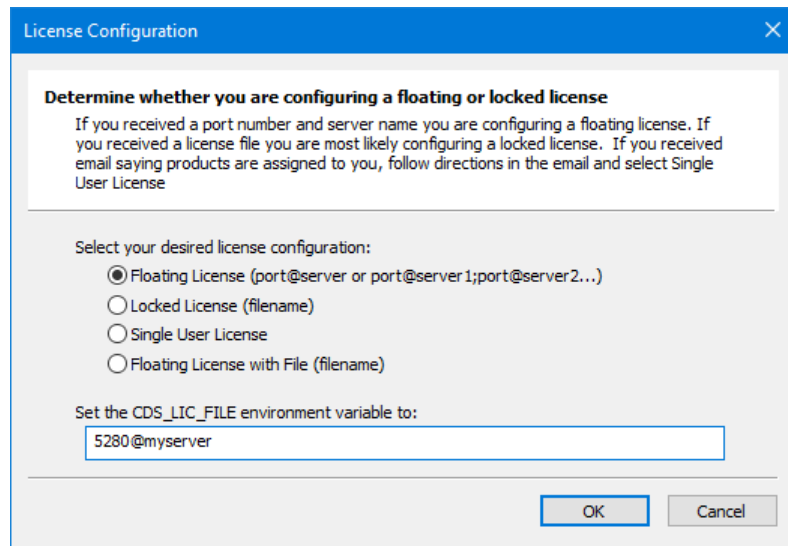 License Configuration
Determine whether you are configuring a floating or locked license
If you received a port number and server name you are configuring a floating license. If
you received a license file you are most likely configuring a locked license.  If you received
email saying products are assigned to you, follow directions in the email and select Single
User License
Select your desired license configuration:
Floating License (port@server or port@server1;port@server2...)
Locked License (filename)
Single User License
Floating License with File (filename)
Set the CDS_LIC_FILE environment variable to:
5280@myserver
OK Cancel